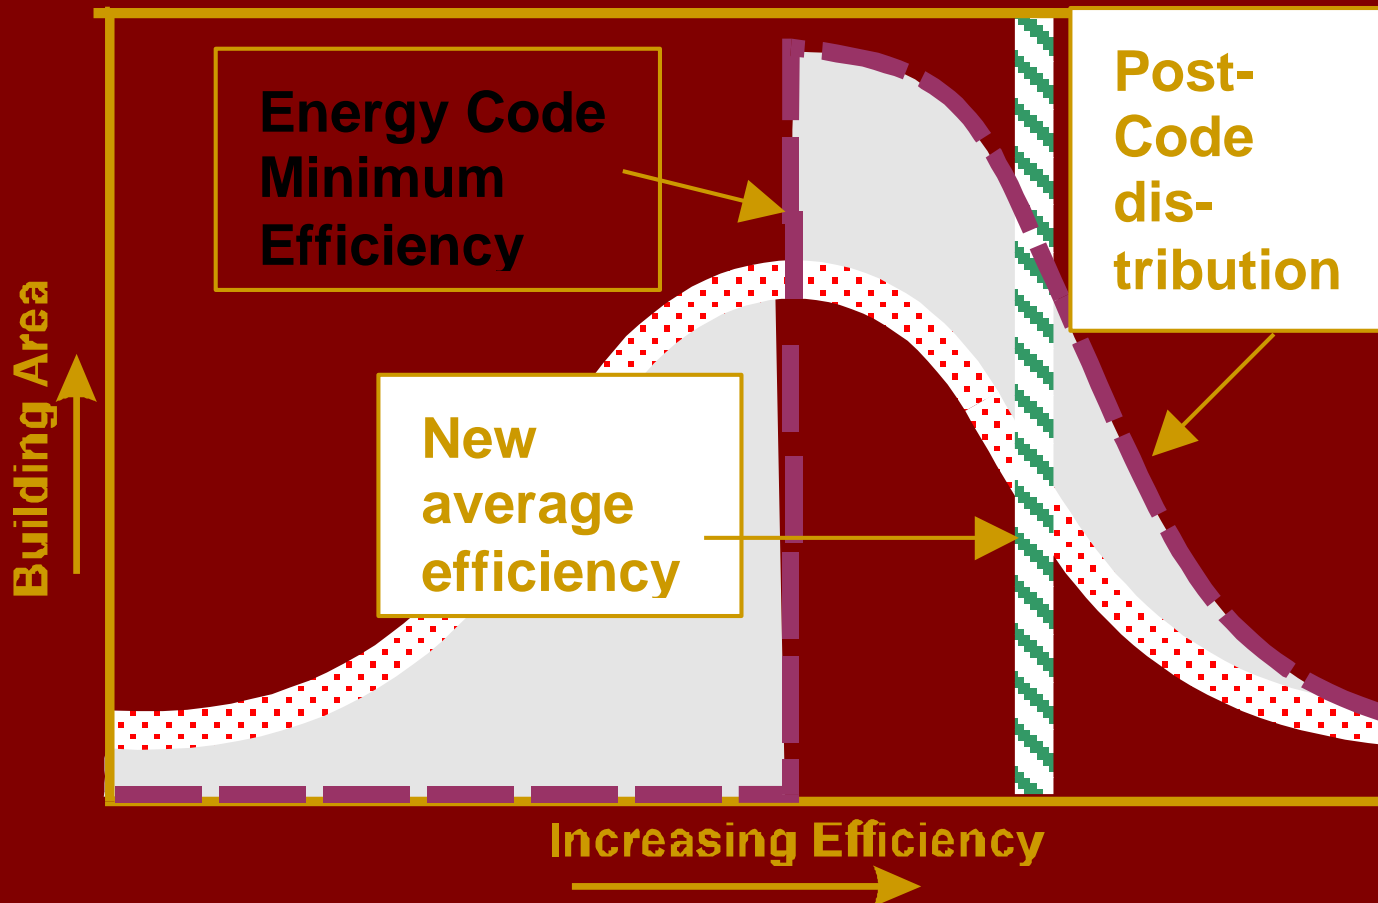 Energy Code
Minimum
Efficiency
Post-
Code
dis-
tribution
New
average
efficiency
Building Area
Increasing Efficiency